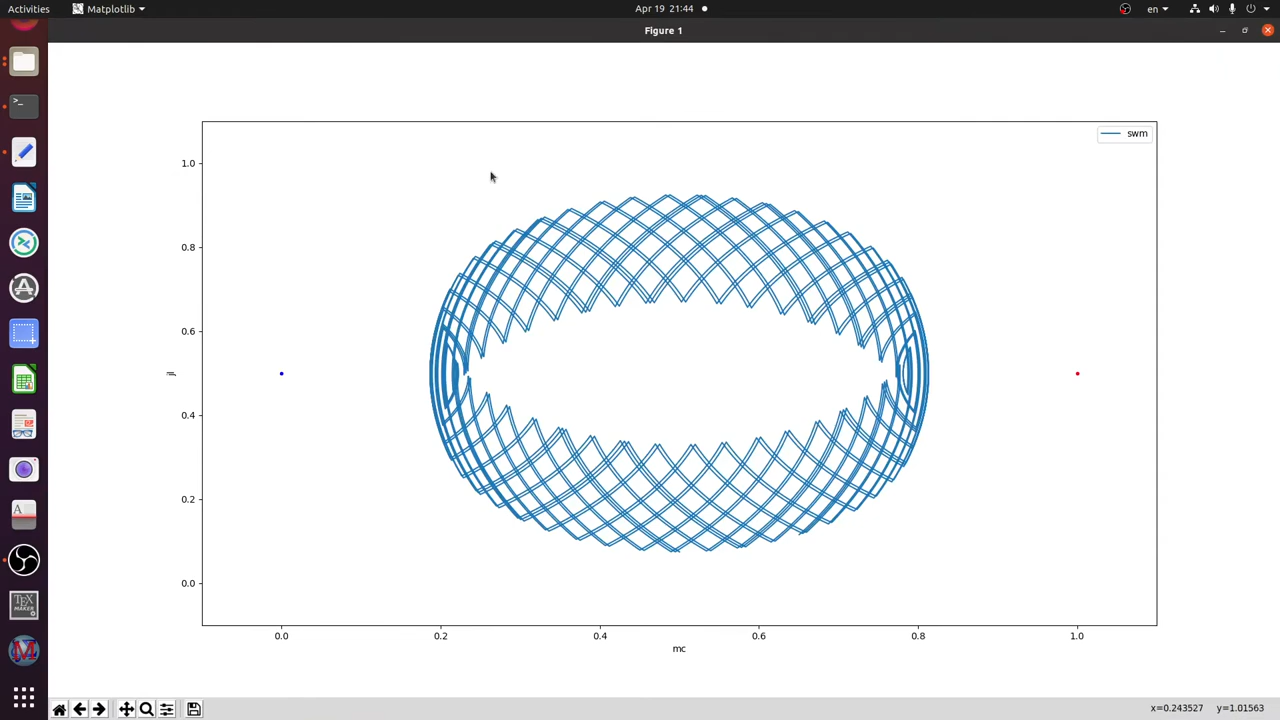 Activities Matplotlib Apr 19 21:44 en
Figure 1
swm
1.0
0.8
0.6
jl
0.4
0.2
0.0
0.0 0.2 0.4 0.6 0.8 1.0
mc
x=0.243527 y=1.01563